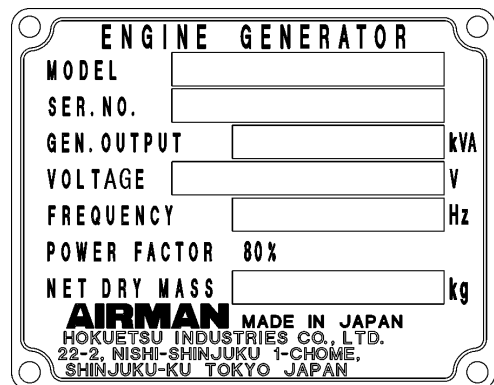 ENGINE GENERATOR
MODEL
SER.NO.
GEN.OUTPUT kVA
VOLTAGE V
FREQUENCY Hz
POWER FACTOR 80%
NET DRY MASS kg
AIRMAN MADE IN JAPAN
HOKUETSU INDUSTRIES CO., LTD.
22-2, NISHI-SHINJUKU 1-CHOME,
SHINJUKU-KU TOKYO JAPAN